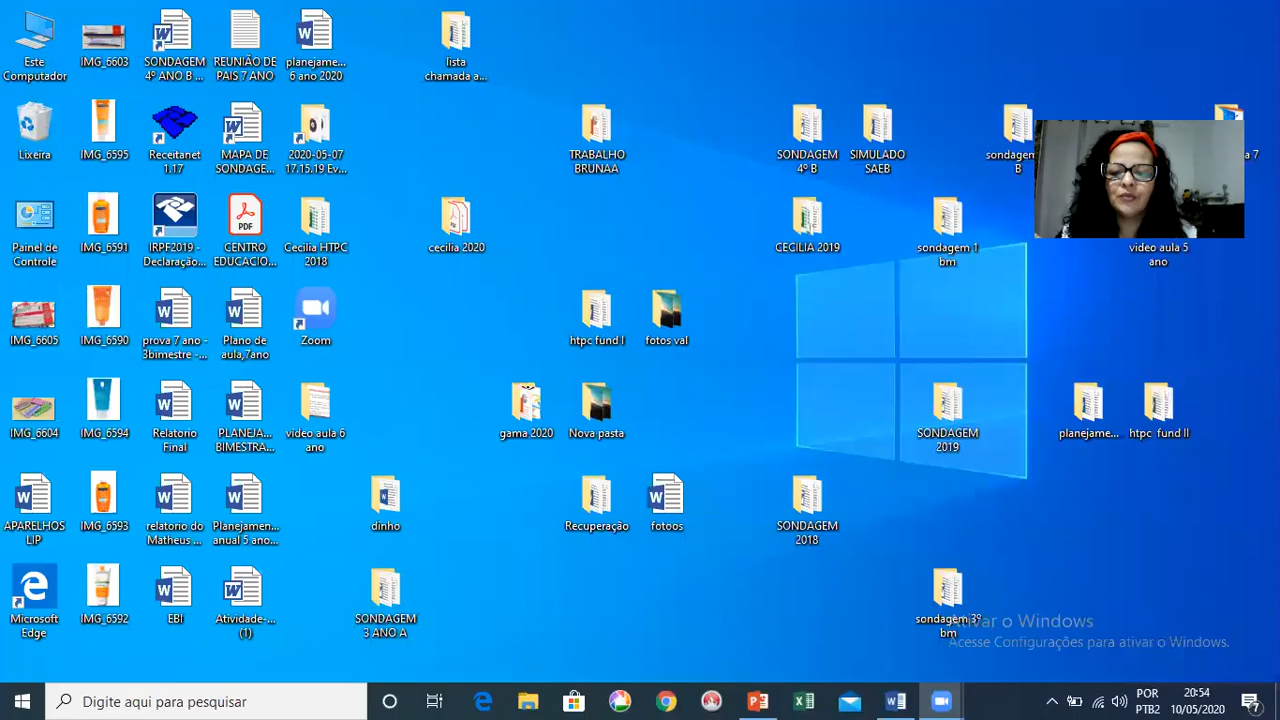 Este
Computador
IMG_6603
SONDAGEM
4º ANO B ...
REUNIÃO DE
PAIS 7 ANO
planejame...
6 ano 2020
lista
chamada a...
Lixeira
IMG_6595
Receitanet
1.17
MAPA DE
SONDAGE...
2020-05-07
17.15.19 Ev...
TRABALHO
BRUNAA
SONDAGEM
4º B
SIMULADO
SAEB
sondagem
B
a 7
Painel de
Controle
IMG_6591
IRPF2019 -
Declaração...
PDF
CENTRO
EDUCACIO...
Cecilia HTPC
2018
cecilia 2020
CECILIA 2019
sondagem 1
bm
video aula 5
ano
IMG_6605
IMG_6590
prova 7 ano -
3bimestre -...
Plano de
aula,7ano
Zoom
htpc fund I
fotos val
IMG_6604
IMG_6594
Relatorio
Final
PLANEJA...
BIMESTRA...
video aula 6
ano
gama 2020
Nova pasta
SONDAGEM
2019
planejame...
htpc fund II
APARELHOS
LIP
IMG_6593
relatorio do
Matheus ...
Planejamen...
anual 5 ano...
dinho
Recuperação
fotoos
SONDAGEM
2018
Microsoft
Edge
IMG_6592
EBI
Atividade-...
(1)
SONDAGEM
3 ANO A
sondagem 3º
bm
Ativar o Windows
Acesse Configurações para ativar o Windows.
Digite aqui para pesquisar
POR
PTB2
20:54
10/05/2020
7